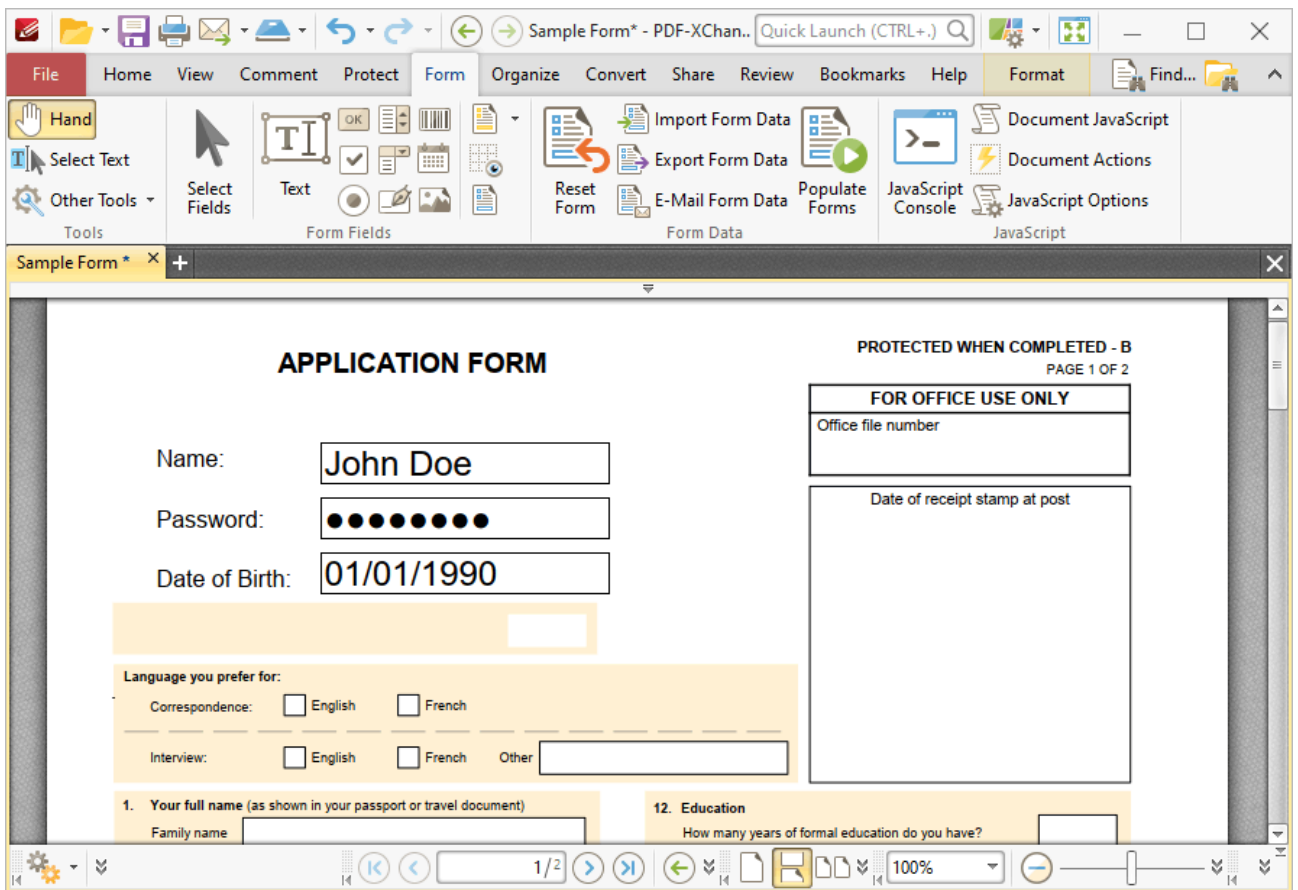 Sample Form* - PDF-XChan.. Quick Launch (CTRL+.)
File Home View Comment Protect Form Organize Convert Share Review Bookmarks Help Format Find...
Hand
Select Text
Other Tools
Tools
Select Fields
Text
OK
Form Fields
Reset Form
Import Form Data
Export Form Data
E-Mail Form Data
Populate Forms
Form Data
JavaScript Console
Document JavaScript
Document Actions
JavaScript Options
JavaScript
Sample Form *
APPLICATION FORM
PROTECTED WHEN COMPLETED - B
PAGE 1 OF 2
FOR OFFICE USE ONLY
Office file number
Date of receipt stamp at post
Name: John Doe
Password: ●●●●●●●●
Date of Birth: 01/01/1990
Language you prefer for:
Correspondence: English French
Interview: English French Other
1. Your full name (as shown in your passport or travel document)
Family name
12. Education
How many years of formal education do you have?
1/2
100%